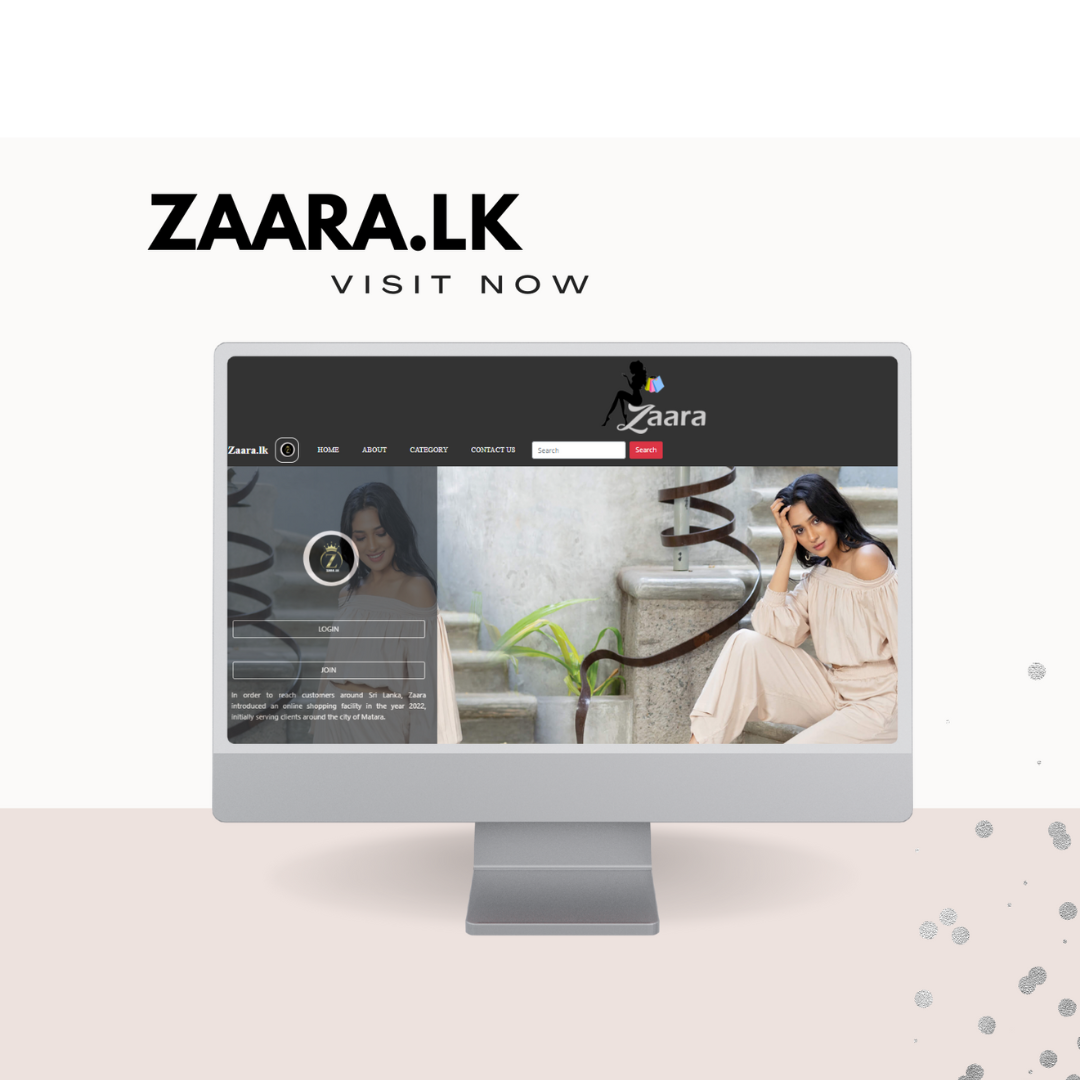 ZAARA.LK
VISIT NOW
Zaara
Zaara.lk
HOME
ABOUT
CATEGORY
CONTACT US
Search
Search
Z
LOGIN
JOIN
In order to reach customers around Sri Lanka, Zaara
introduced an online shopping facility in the year 2022,
initially serving clients around the city of Matara.